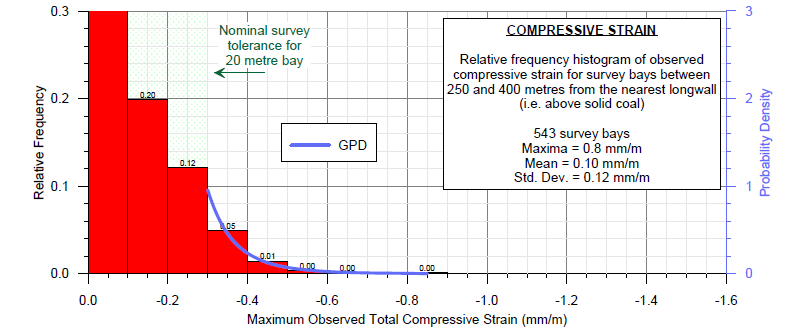 0.3
0.2
0.1
0.0
Relative Frequency
0.20
0.12
0.05
0.01
0.00
0.00
0.00
Nominal survey
tolerance for
20 metre bay
GPD
COMPRESSIVE STRAIN
Relative frequency histogram of observed
compressive strain for survey bays between
250 and 400 metres from the nearest longwall
(i.e. above solid coal)
543 survey bays
Maxima = 0.8 mm/m
Mean = 0.10 mm/m
Std. Dev. = 0.12 mm/m
3
2
1
0
Probability Density
0.0 -0.2 -0.4 -0.6 -0.8 -1.0 -1.2 -1.4 -1.6
Maximum Observed Total Compressive Strain (mm/m)